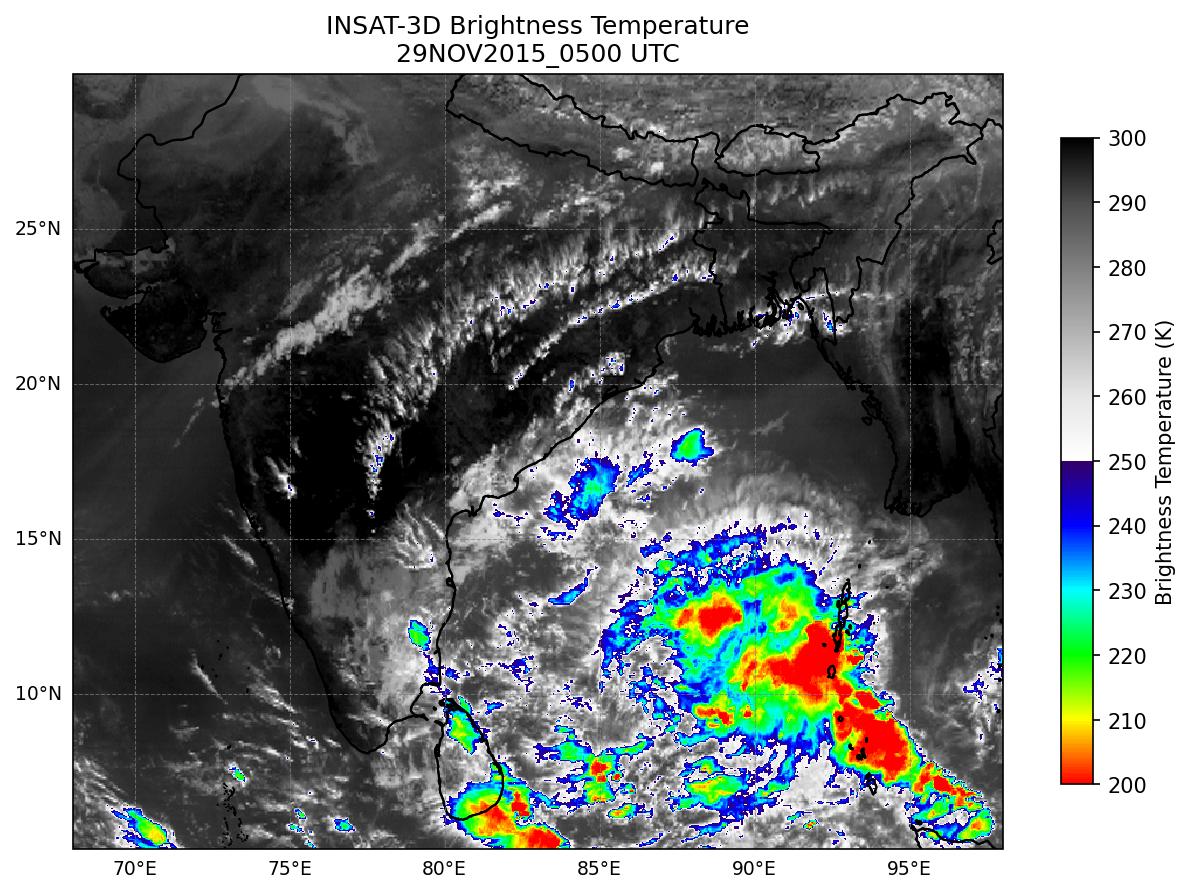 INSAT-3D Brightness Temperature
29NOV2015_0500 UTC
25°N
20°N
15°N
10°N
70°E
75°E
80°E
85°E
90°E
95°E
300
290
280
270
260
250
240
230
220
210
200
Brightness Temperature (K)